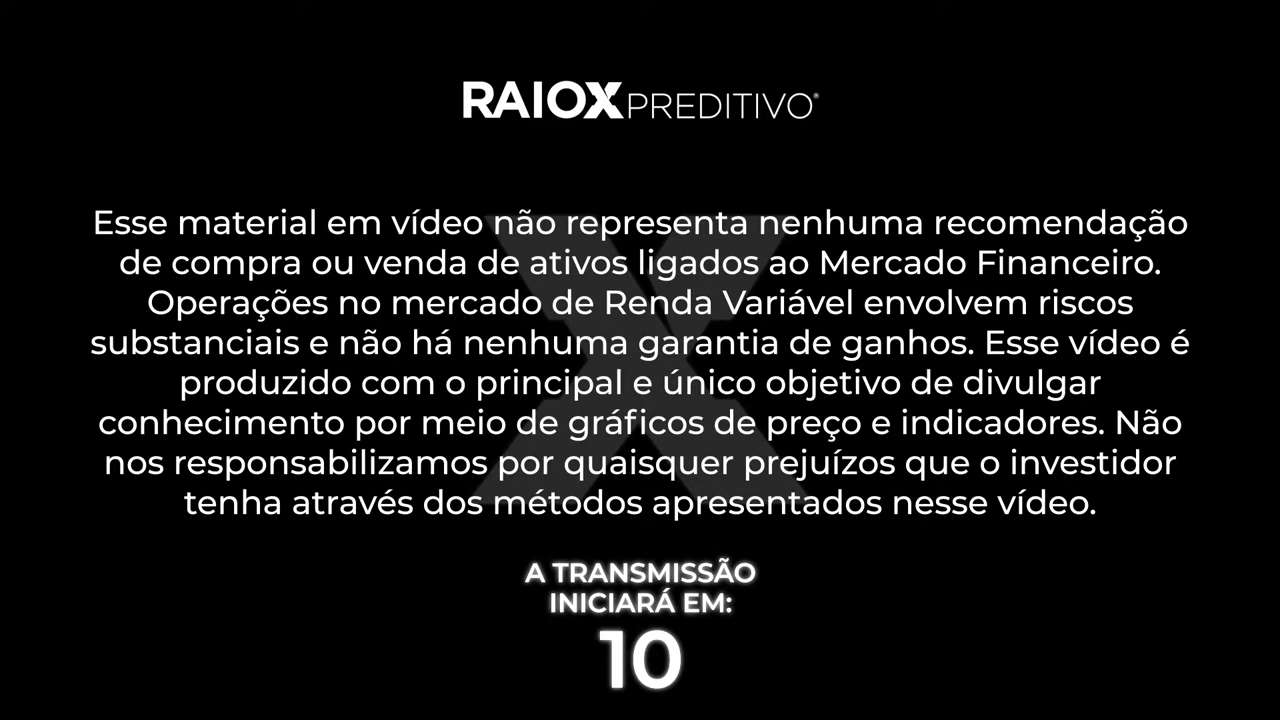 RAIOXPREDITIVO®
Esse material em vídeo não representa nenhuma recomendação
de compra ou venda de ativos ligados ao Mercado Financeiro.
Operações no mercado de Renda Variável envolvem riscos
substanciais e não há nenhuma garantia de ganhos. Esse vídeo é
produzido com o principal e único objetivo de divulgar
conhecimento por meio de gráficos de preço e indicadores. Não
nos responsabilizamos por quaisquer prejuízos que o investidor
tenha através dos métodos apresentados nesse vídeo.
A TRANSMISSÃO
INICIARÁ EM:
10